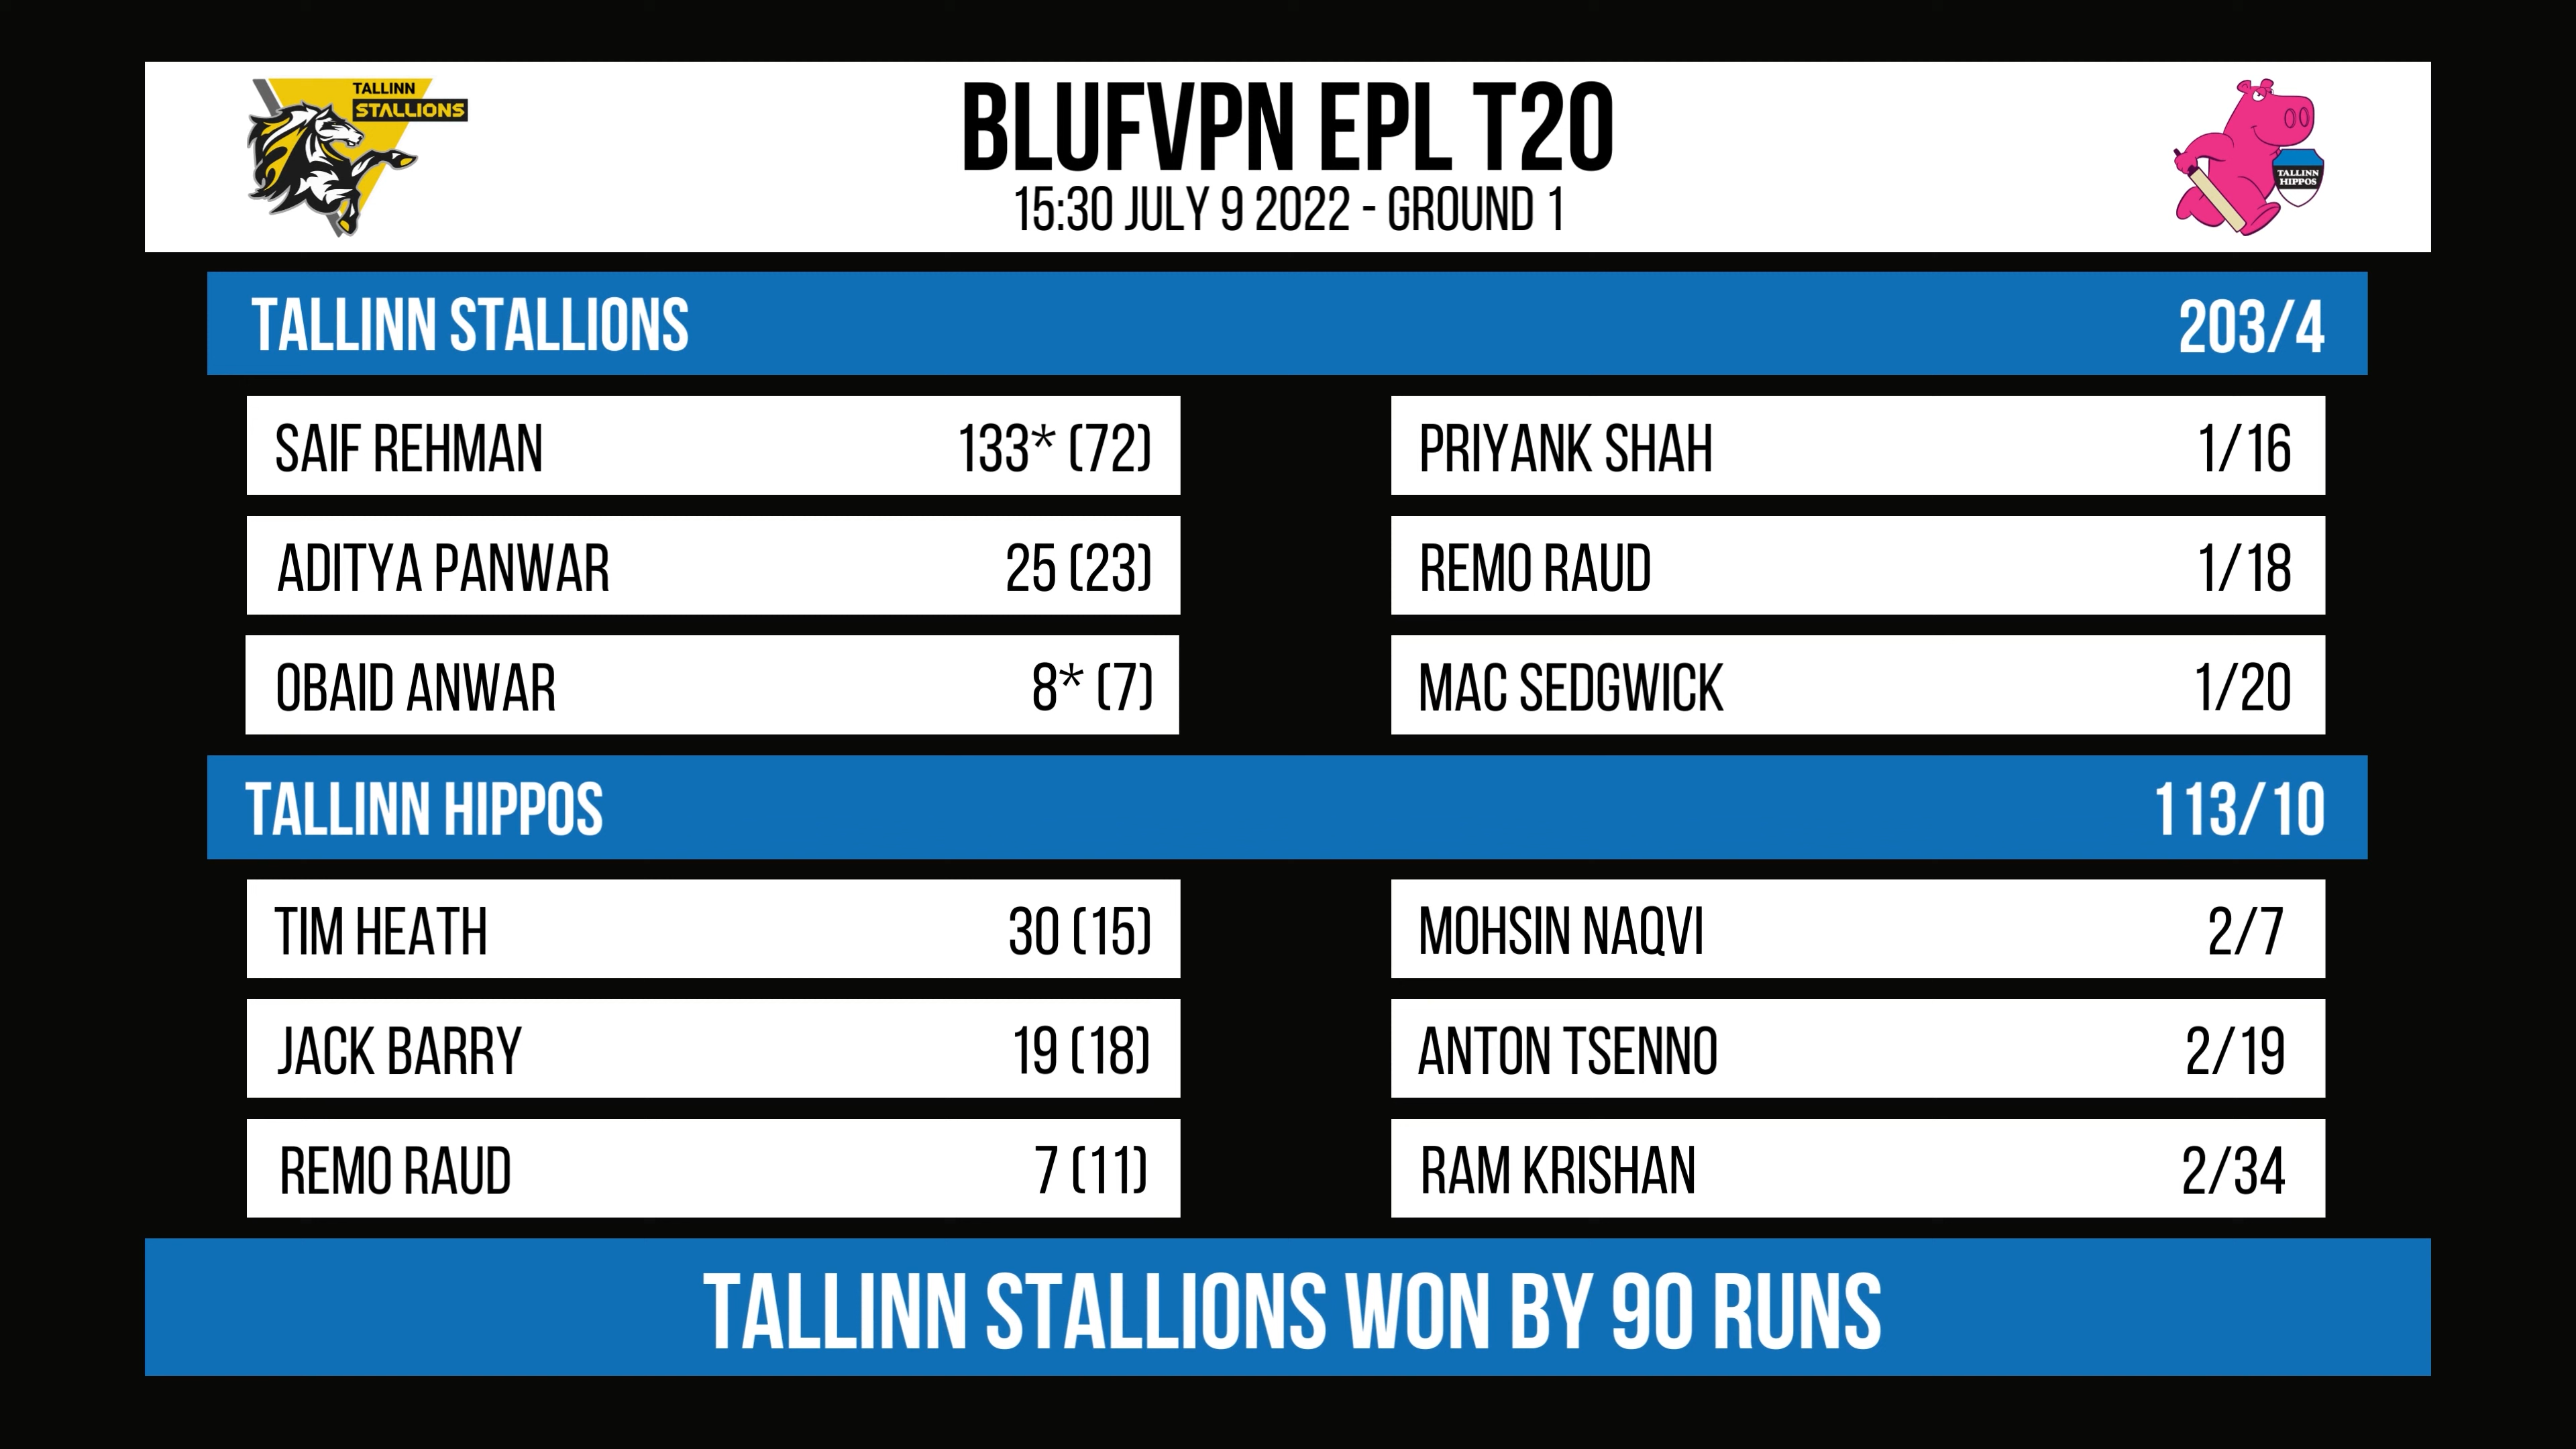 TALLINN
STALLIONS
BLUFVPN EPL T20
15:30 JULY 9 2022 - GROUND 1
TALLINN
HIPPOS
TALLINN STALLIONS 203/4
SAIF REHMAN 133* (72) PRIYANK SHAH 1/16
ADITYA PANWAR 25 (23) REMO RAUD 1/18
OBAID ANWAR 8* (7) MAC SEDGWICK 1/20
TALLINN HIPPOS 113/10
TIM HEATH 30 (15) MOHSIN NAQVI 2/7
JACK BARRY 19 (18) ANTON TSENNO 2/19
REMO RAUD 7 (11) RAM KRISHAN 2/34
TALLINN STALLIONS WON BY 90 RUNS